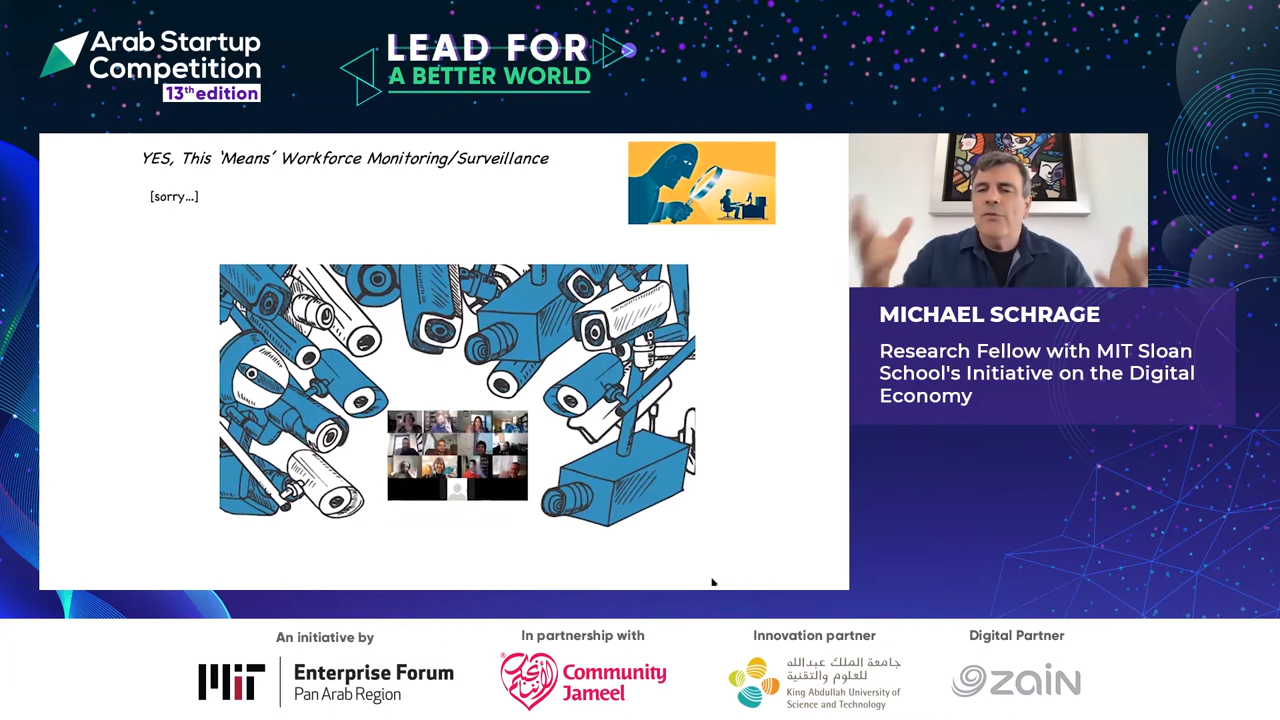 Arab Startup
Competition
13th edition
LEAD FOR
A BETTER WORLD
YES, This ‘Means’ Workforce Monitoring/Surveillance
[sorry...]
MICHAEL SCHRAGE
Research Fellow with MIT Sloan
School's Initiative on the Digital
Economy
An initiative by
MIT
Enterprise Forum
Pan Arab Region
In partnership with
Community
Jameel
Innovation partner
جامعة الملك عبدالله
للعلوم والتقنية
King Abdullah University of
Science and Technology
Digital Partner
zain